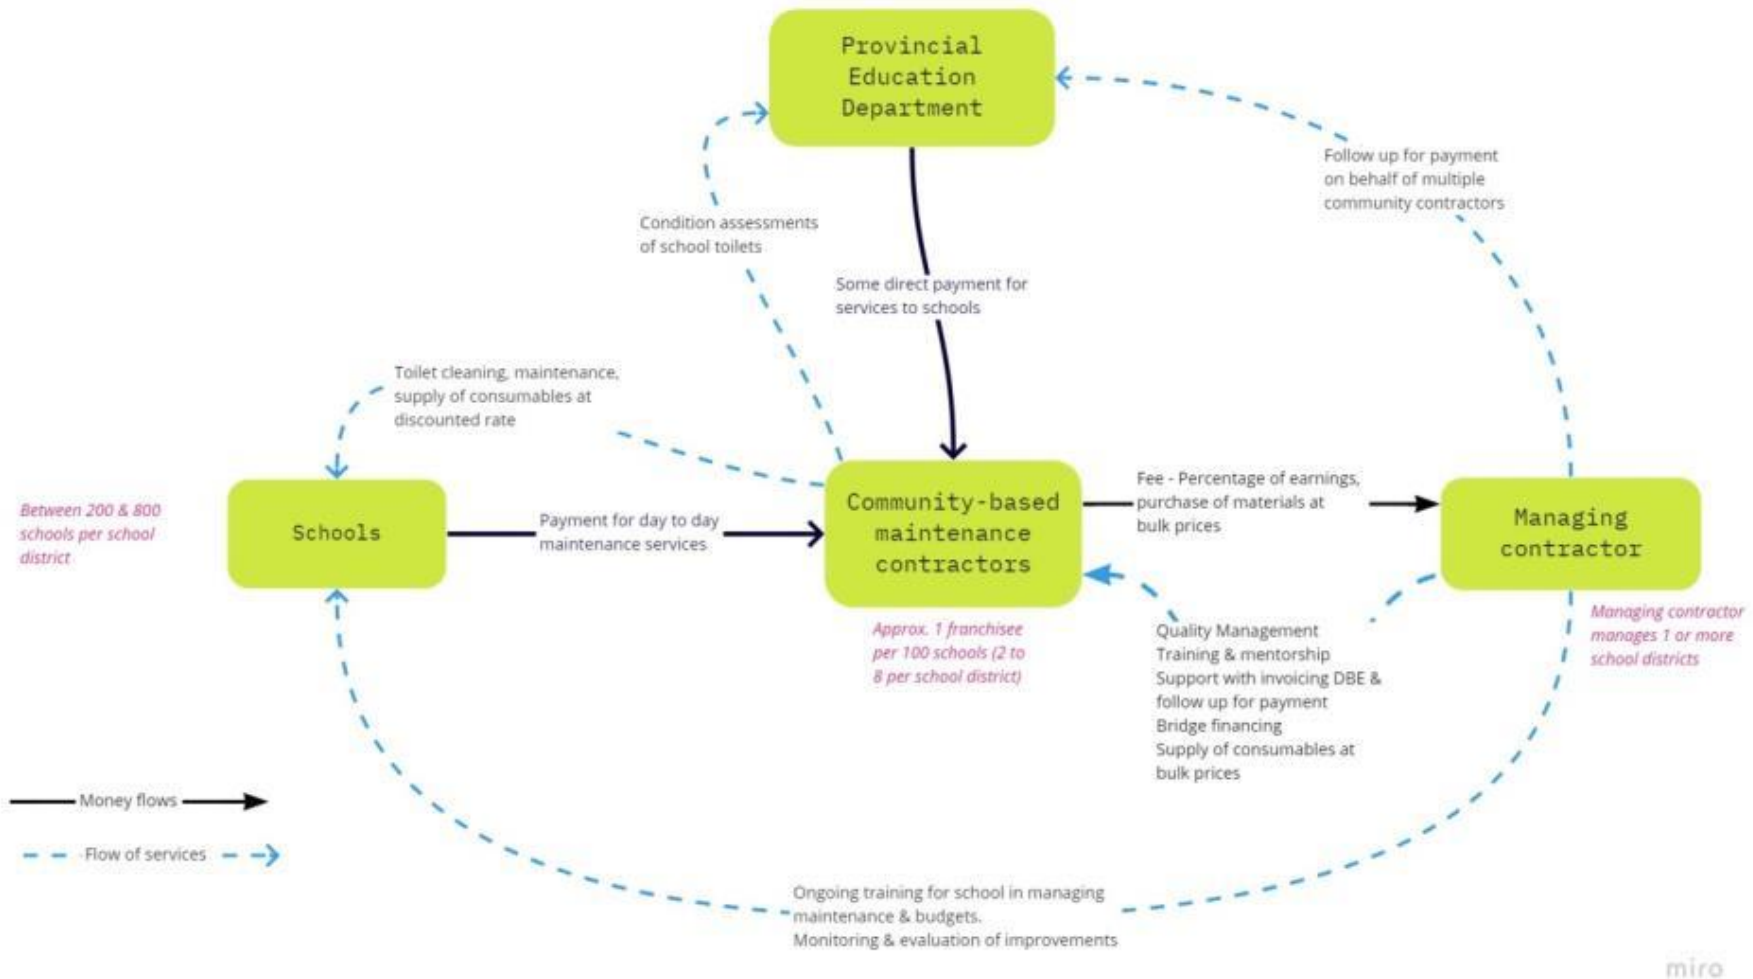 Provincial
Education
Department
Follow up for payment
on behalf of multiple
community contractors
Condition assessments
of school toilets
Some direct payment for
services to schools
Toilet cleaning, maintenance,
supply of consumables at
discounted rate
Between 200 & 800
schools per school
district
Schools
Payment for day to day
maintenance services
Community-based
maintenance
contractors
Fee - Percentage of earnings,
purchase of materials at
bulk prices
Managing
contractor
Approx. 1 franchisee
per 100 schools (2 to
8 per school district)
Quality Management
Training & mentorship
Support with invoicing DBE &
follow up for payment
Bridge financing
Supply of consumables at
bulk prices
Managing contractor
manages 1 or more
school districts
Money flows
Flow of services
Ongoing training for school in managing
maintenance & budgets.
Monitoring & evaluation of improvements
miro